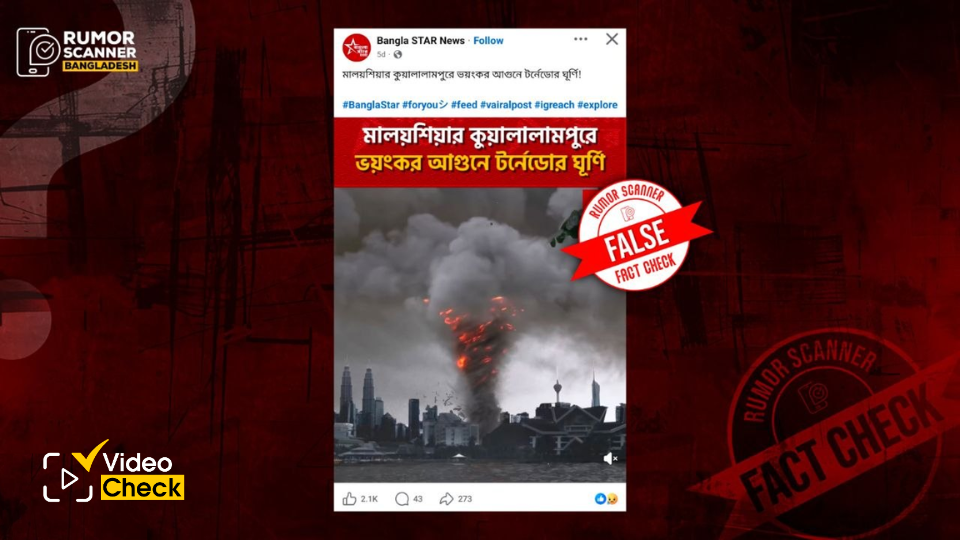 RUMOR
SCANNER
BANGLADESH
Bangla STAR News · Follow
5d ·
মালয়শিয়ার কুয়ালালামপুরে ভয়ংকর আগুনে টর্নেডোর ঘূর্ণি!
#BanglaStar #foryouシ #feed #vairalpost #igreach #explore
মালয়শিয়ার কুয়ালালামপুরে
ভয়ংকর আগুনে টর্নেডোর ঘূর্ণি
RUMOR SCANNER
FALSE
FACT CHECK
2.1K 43 273
Video
Check
RUMOR SCANNER
FACT CHECK